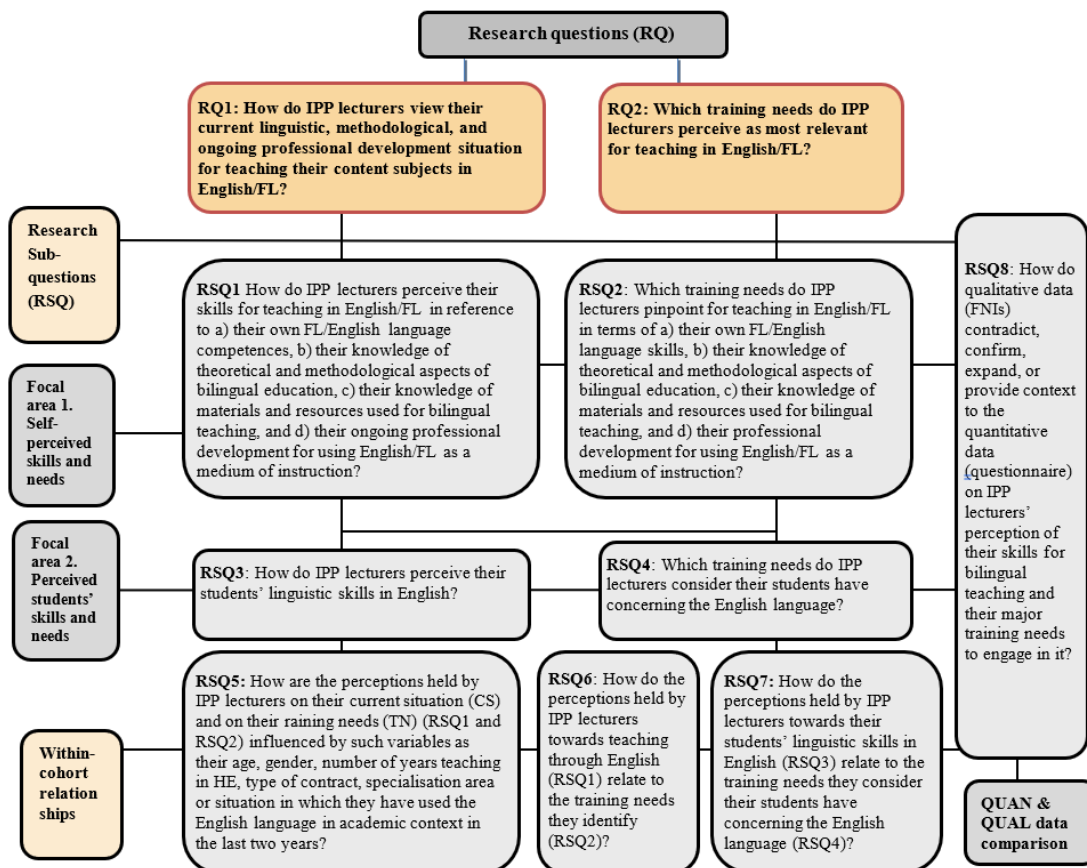 Research questions (RQ)
RQ1: How do IPP lecturers view their
current linguistic, methodological, and
ongoing professional development situation
for teaching their content subjects in
English/FL?
RQ2: Which training needs do IPP
lecturers perceive as most relevant
for teaching in English/FL?
Research
Sub-
questions
(RSQ)
RSQ1 How do IPP lecturers perceive their
skills for teaching in English/FL in reference
to a) their own FL/English language
competences, b) their knowledge of
theoretical and methodological aspects of
bilingual education, c) their knowledge of
materials and resources used for bilingual
teaching, and d) their ongoing professional
development for using English/FL as a
medium of instruction?
RSQ2: Which training needs do IPP
lecturers pinpoint for teaching in English/FL
in terms of a) their own FL/English
language skills, b) their knowledge of
theoretical and methodological aspects of
bilingual education, c) their knowledge of
materials and resources used for bilingual
teaching, and d) their professional
development for using English/FL as a
medium of instruction?
RSQ8: How do
qualitative data
(FNIs)
contradict,
confirm,
expand, or
provide context
to the
quantitative
data
(questionnaire)
on IPP
lecturers’
perception of
their skills for
bilingual
teaching and
their major
training needs
to engage in it?
Focal
area 1.
Self-
perceived
skills and
needs
Focal
area 2.
Perceived
students’
skills and
needs
RSQ3: How do IPP lecturers perceive their
students’ linguistic skills in English?
RSQ4: Which training needs do IPP
lecturers consider their students have
concerning the English language?
Within-
cohort
relation
ships
RSQ5: How are the perceptions held by
IPP lecturers on their current situation (CS)
and on their raining needs (TN) (RSQ1 and
RSQ2) influenced by such variables as
their age, gender, number of years teaching
in HE, type of contract, specialisation area
or situation in which they have used the
English language in academic context in
the last two years?
RSQ6: How do the
perceptions held by
IPP lecturers
towards teaching
through English
(RSQ1) relate to
the training needs
they identify
(RSQ2)?
RSQ7: How do the
perceptions held by IPP
lecturers towards their
students’ linguistic skills in
English (RSQ3) relate to the
training needs they consider
their students have
concerning the English
language (RSQ4)?
QUAN &
QUAL data
comparison